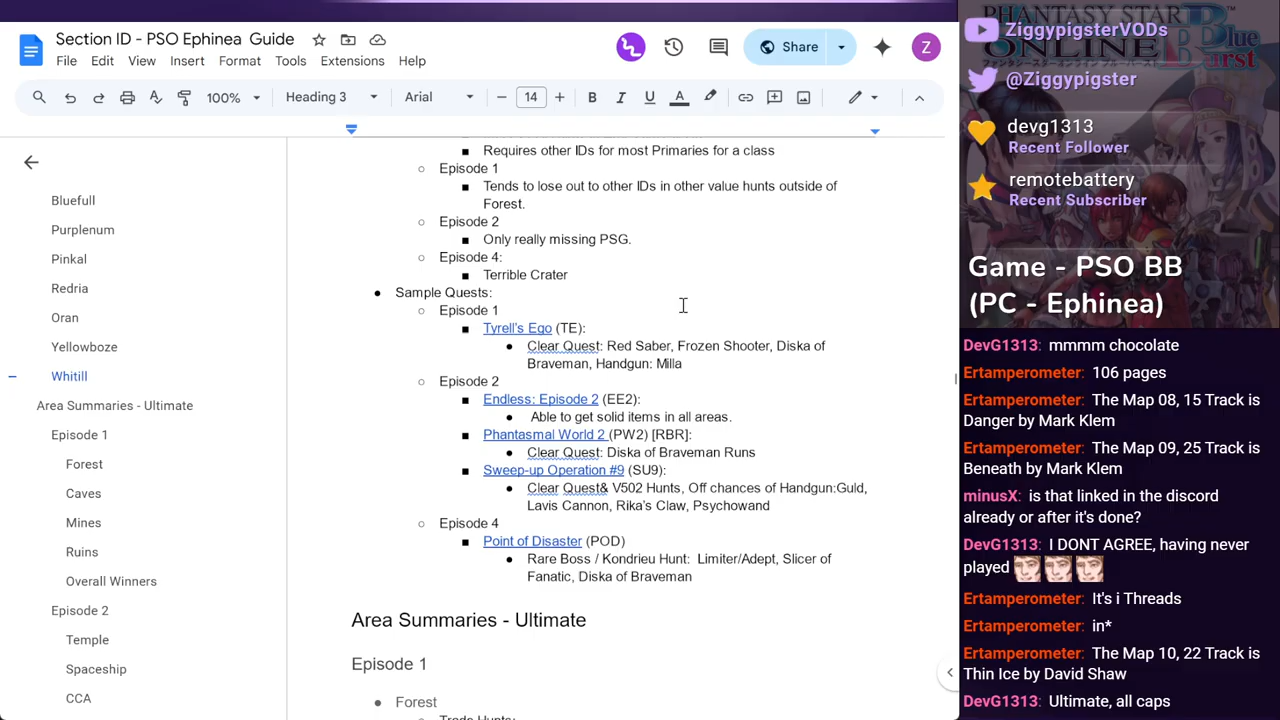 Section ID - PSO Ephinea Guide
File Edit View Insert Format Tools Extensions Help
Share
Z
100%
Heading 3
Arial
14
B I U A
Bluefull
Purplenum
Pinkal
Redria
Oran
Yellowboze
Whitill
Area Summaries - Ultimate
Episode 1
Forest
Caves
Mines
Ruins
Overall Winners
Episode 2
Temple
Spaceship
CCA
Requires other IDs for most Primaries for a class
Episode 1
Tends to lose out to other IDs in other value hunts outside of
Forest.
Episode 2
Only really missing PSG.
Episode 4:
Terrible Crater
Sample Quests:
Episode 1
Tyrell's Ego (TE):
Clear Quest: Red Saber, Frozen Shooter, Diska of
Braveman, Handgun: Milla
Episode 2
Endless: Episode 2 (EE2):
Able to get solid items in all areas.
Phantasmal World 2 (PW2) [RBR]:
Clear Quest: Diska of Braveman Runs
Sweep-up Operation #9 (SU9):
Clear Quest& V502 Hunts, Off chances of Handgun:Guld,
Lavis Cannon, Rika's Claw, Psychowand
Episode 4
Point of Disaster (POD)
Rare Boss / Kondrieu Hunt: Limiter/Adept, Slicer of
Fanatic, Diska of Braveman
Area Summaries - Ultimate
Episode 1
Forest
Trade Hunts:
PHANTASY STAR
ONLINE Blue Burst
ZiggypigsterVODs
@Ziggypigster
devg1313
Recent Follower
remotebattery
Recent Subscriber
Game - PSO BB
(PC - Ephinea)
DevG1313: mmmm chocolate
Ertamperometer: 106 pages
Ertamperometer: The Map 08, 15 Track is
Danger by Mark Klem
Ertamperometer: The Map 09, 25 Track is
Beneath by Mark Klem
minusX: is that linked in the discord
already or after it's done?
DevG1313: I DONT AGREE, having never
played
Ertamperometer: It's i Threads
Ertamperometer: in*
Ertamperometer: The Map 10, 22 Track is
Thin Ice by David Shaw
DevG1313: Ultimate, all caps